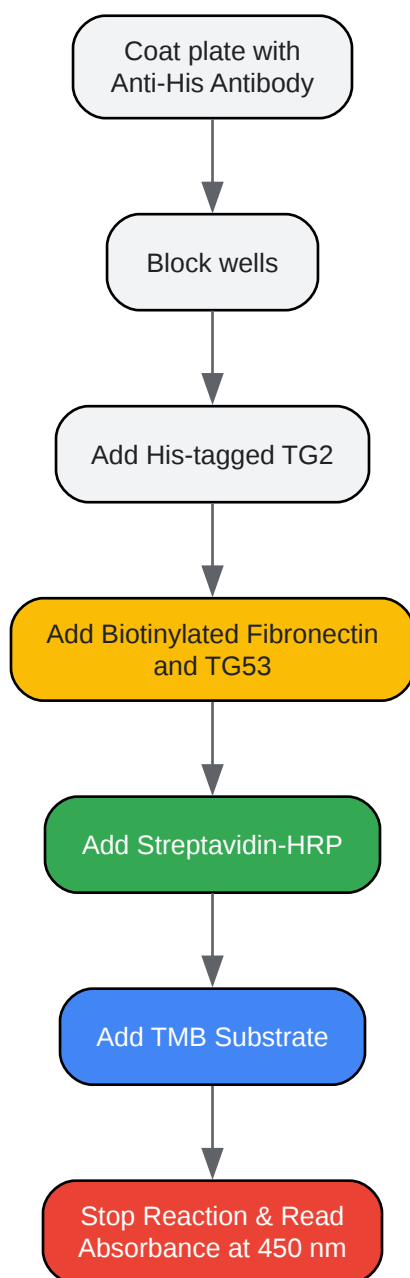 Coat plate with
Anti-His Antibody
Block wells
Add His-tagged TG2
Add Biotinylated Fibronectin
and TG53
Add Streptavidin-HRP
Add TMB Substrate
Stop Reaction & Read
Absorbance at 450 nm